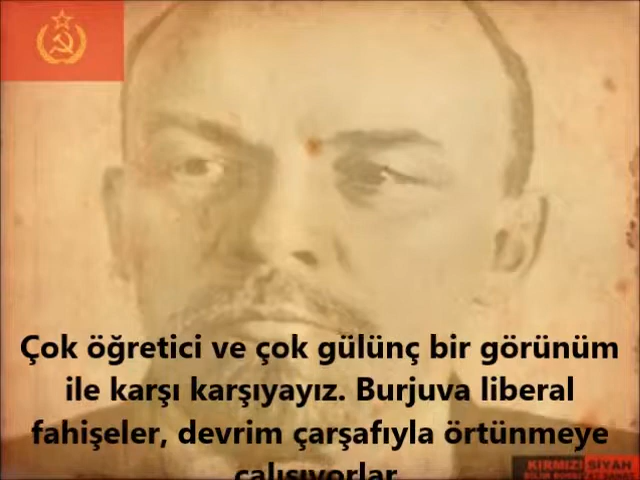 Çok öğretici ve çok gülünç bir görünüm
ile karşı karşıyayız. Burjuva liberal
fahişeler, devrim çarşafıyla örtünmeye
çalışıyorlar
KIRMIZI SİYAH